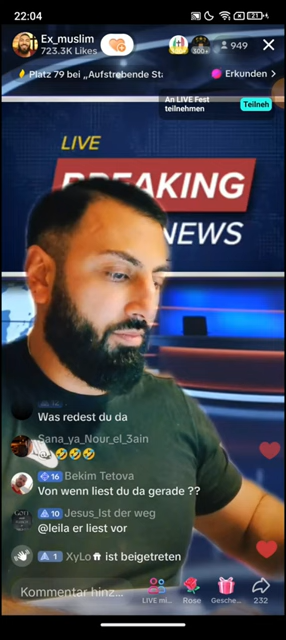 22:04
21
Ex_muslim
723.3K Likes
300+
949
Platz 79 bei „Aufstrebende St
Erkunden >
An LIVE Fest
teilnehmen
Teilneh
LIVE
BREAKING
NEWS
Was redest du da
Sana_ya_Nour_el_3ain
🤣🤣🤣
16 Bekim Tetova
Von wenn liest du da gerade ??
10 Jesus_Ist der weg
@leila er liest vor
1 XyLo ist beigetreten
Kommentar hinz...
LIVE mi...
Rose
Gesche...
232